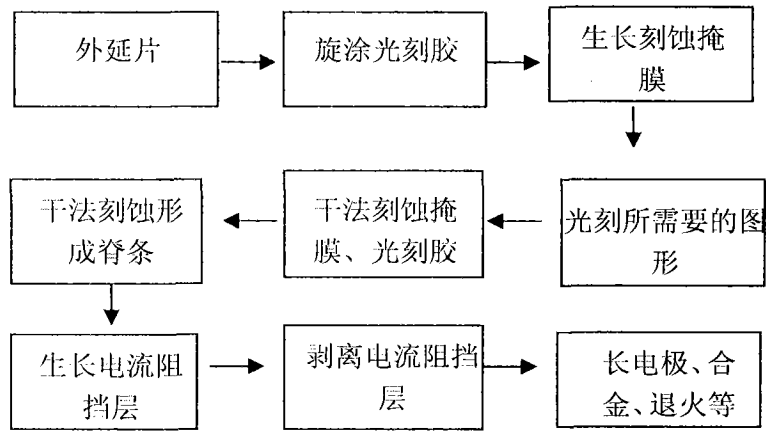 外延片
旋涂光刻胶
生长刻蚀掩
膜
干法刻蚀形
成脊条
干法刻蚀掩
膜、光刻胶
光刻所需要的图
形
生长电流阻
挡层
剥离电流阻挡
层
长电极、合
金、退火等